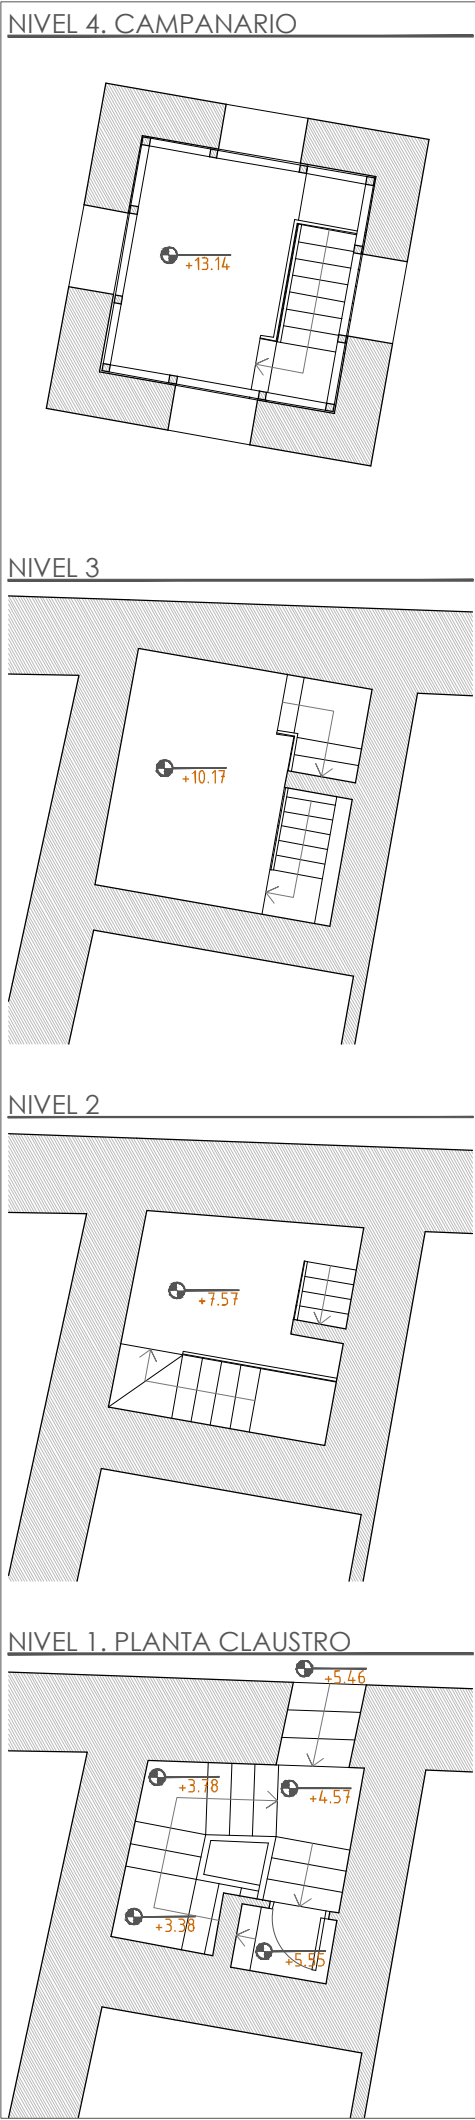 NIVEL 4. CAMPANARIO
+13.14
NIVEL 3
+10.17
NIVEL 2
+7.57
NIVEL 1. PLANTA CLAUSTRO
+5.46
+3.78
+4.57
+3.38
+5.55